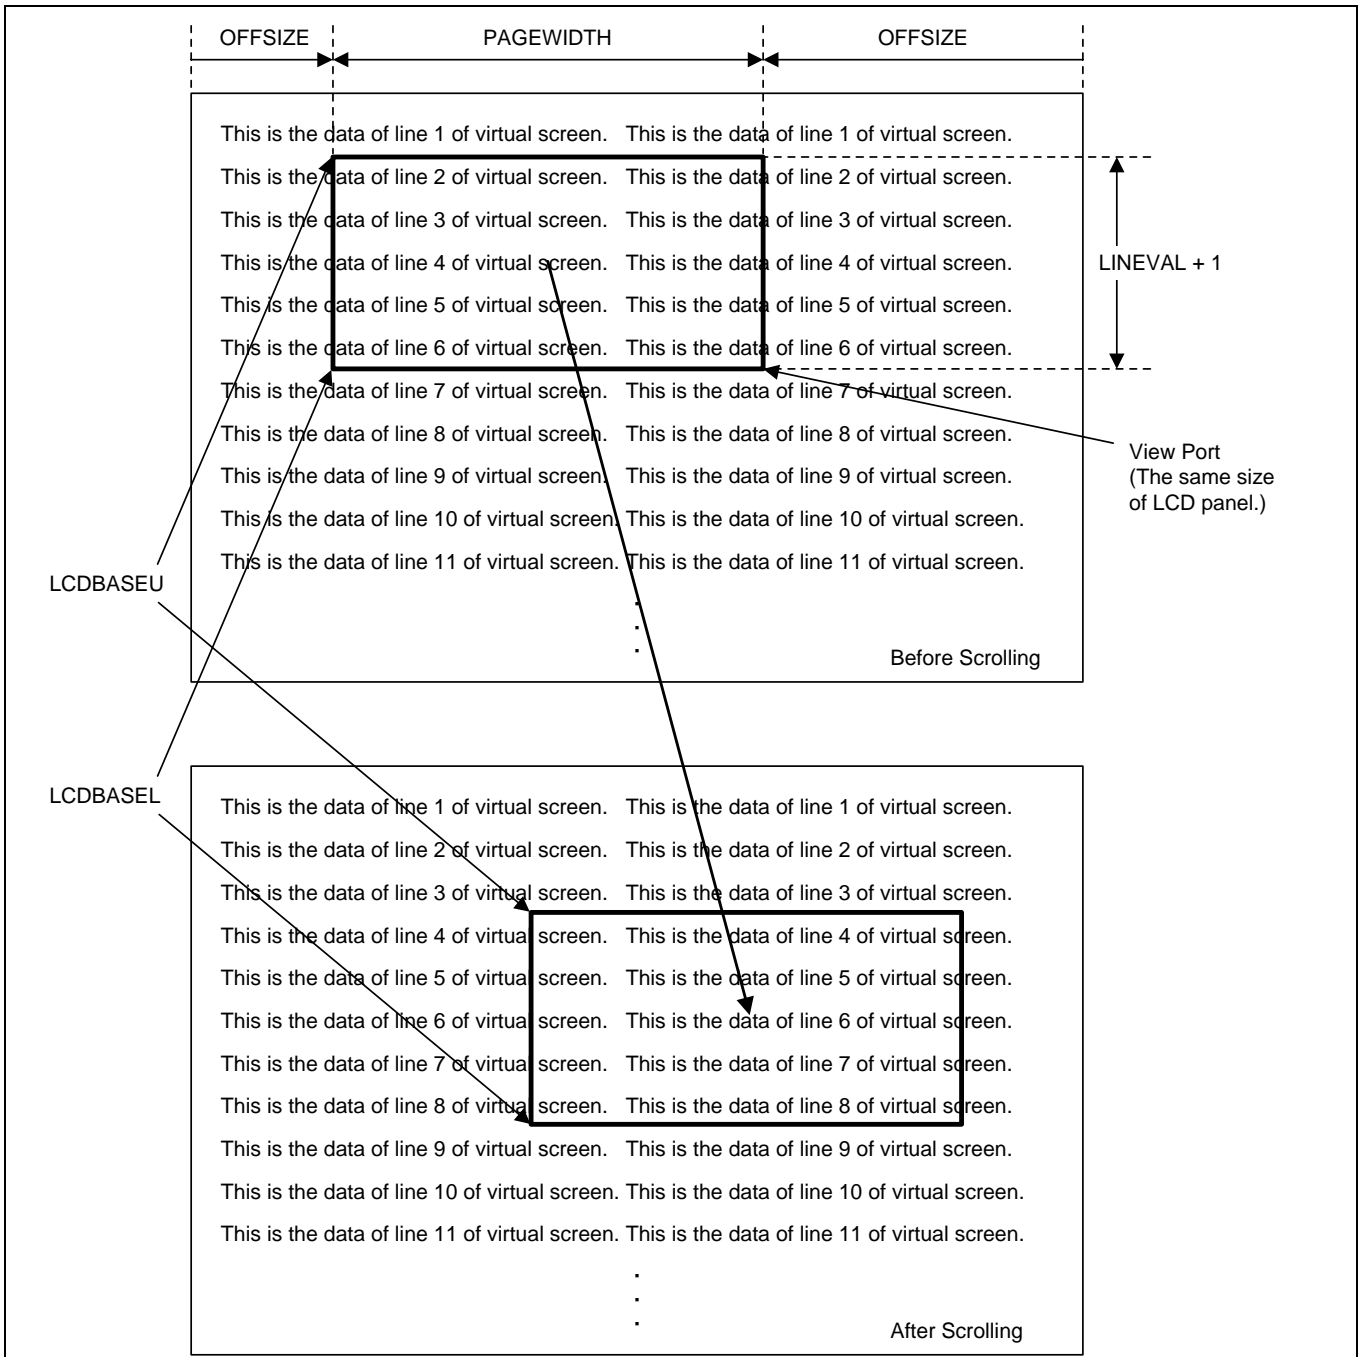 OFFSIZE PAGEWIDTH OFFSIZE
This is the data of line 1 of virtual screen. This is the data of line 1 of virtual screen.
This is the data of line 2 of virtual screen. This is the data of line 2 of virtual screen.
This is the data of line 3 of virtual screen. This is the data of line 3 of virtual screen.
This is the data of line 4 of virtual screen. This is the data of line 4 of virtual screen.
LINEVAL + 1
This is the data of line 5 of virtual screen. This is the data of line 5 of virtual screen.
This is the data of line 6 of virtual screen. This is the data of line 6 of virtual screen.
This is the data of line 7 of virtual screen. This is the data of line 7 of virtual screen.
This is the data of line 8 of virtual screen. This is the data of line 8 of virtual screen.
View Port
(The same size
of LCD panel.)
This is the data of line 9 of virtual screen. This is the data of line 9 of virtual screen.
This is the data of line 10 of virtual screen. This is the data of line 10 of virtual screen.
This is the data of line 11 of virtual screen. This is the data of line 11 of virtual screen.
LCDBASEU
.
.
.
Before Scrolling
LCDBASEL
This is the data of line 1 of virtual screen. This is the data of line 1 of virtual screen.
This is the data of line 2 of virtual screen. This is the data of line 2 of virtual screen.
This is the data of line 3 of virtual screen. This is the data of line 3 of virtual screen.
This is the data of line 4 of virtual screen. This is the data of line 4 of virtual screen.
This is the data of line 5 of virtual screen. This is the data of line 5 of virtual screen.
This is the data of line 6 of virtual screen. This is the data of line 6 of virtual screen.
This is the data of line 7 of virtual screen. This is the data of line 7 of virtual screen.
This is the data of line 8 of virtual screen. This is the data of line 8 of virtual screen.
This is the data of line 9 of virtual screen. This is the data of line 9 of virtual screen.
This is the data of line 10 of virtual screen. This is the data of line 10 of virtual screen.
This is the data of line 11 of virtual screen. This is the data of line 11 of virtual screen.
.
.
.
After Scrolling